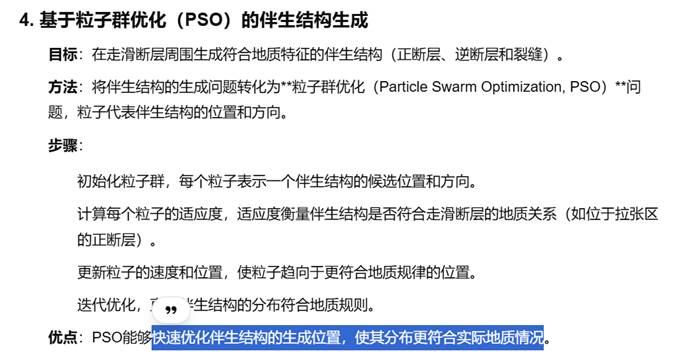 4. 基于粒子群优化（PSO）的伴生结构生成
目标：在走滑断层周围生成符合地质特征的伴生结构（正断层、逆断层和裂缝）。
方法：将伴生结构的生成问题转化为**粒子群优化（Particle Swarm Optimization, PSO）**问
题，粒子代表伴生结构的位置和方向。
步骤：
初始化粒子群，每个粒子表示一个伴生结构的候选位置和方向。
计算每个粒子的适应度，适应度衡量伴生结构是否符合走滑断层的地质关系（如位于拉张区
的正断层）。
更新粒子的速度和位置，使粒子趋向于更符合地质规律的位置。
迭代优化，伴生结构的分布符合地质规则。
优点：PSO能够快速优化伴生结构的生成位置，使其分布更符合实际地质情况。